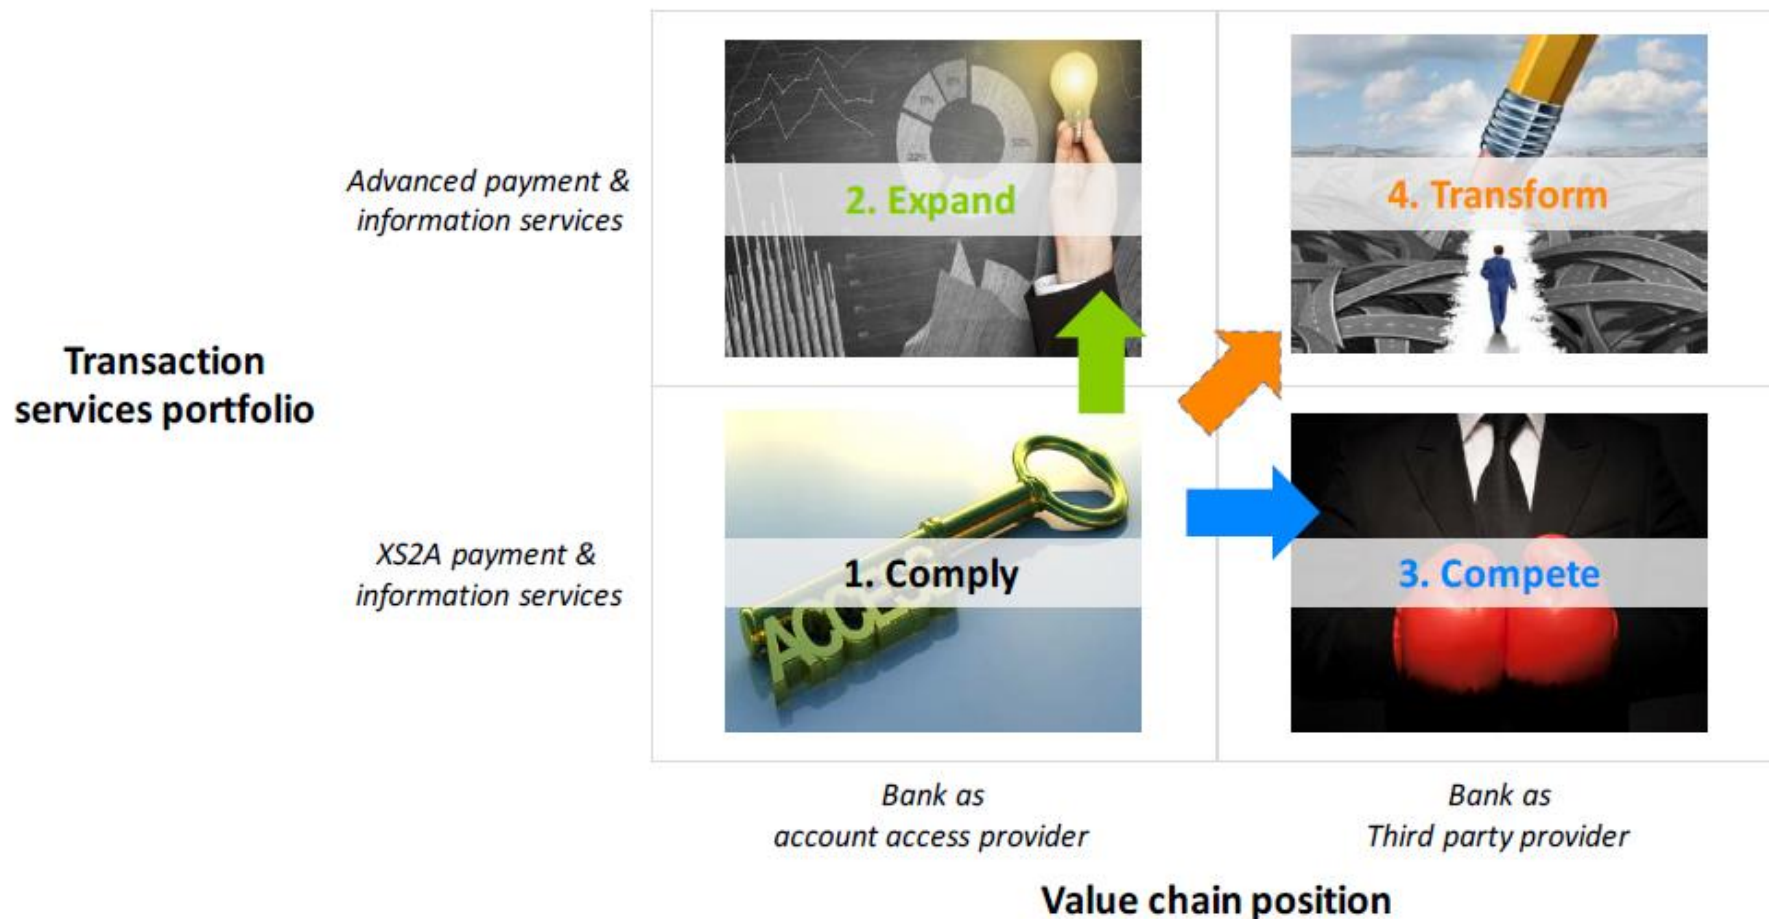 Advanced payment &
information services
2. Expand
4. Transform
Transaction
services portfolio
XS2A payment &
information services
1. Comply
ACCESS
3. Compete
Bank as
account access provider
Bank as
Third party provider
Value chain position